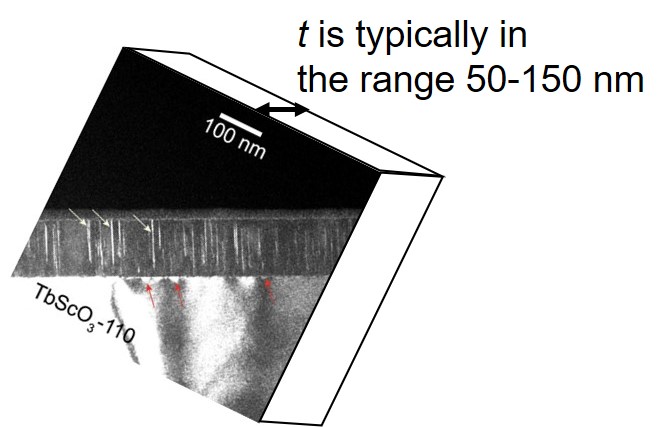 t is typically in
the range 50-150 nm
100 nm
TbScO₃-110